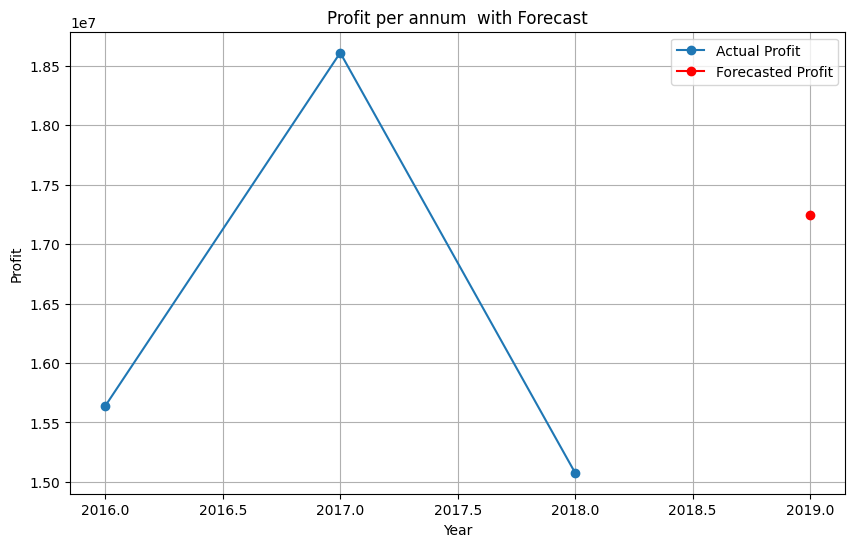 Profit per annum  with Forecast
1e7
Actual Profit
Forecasted Profit
1.85
1.80
1.75
1.70
1.65
1.60
1.55
1.50
Profit
2016.0 2016.5 2017.0 2017.5 2018.0 2018.5 2019.0
Year